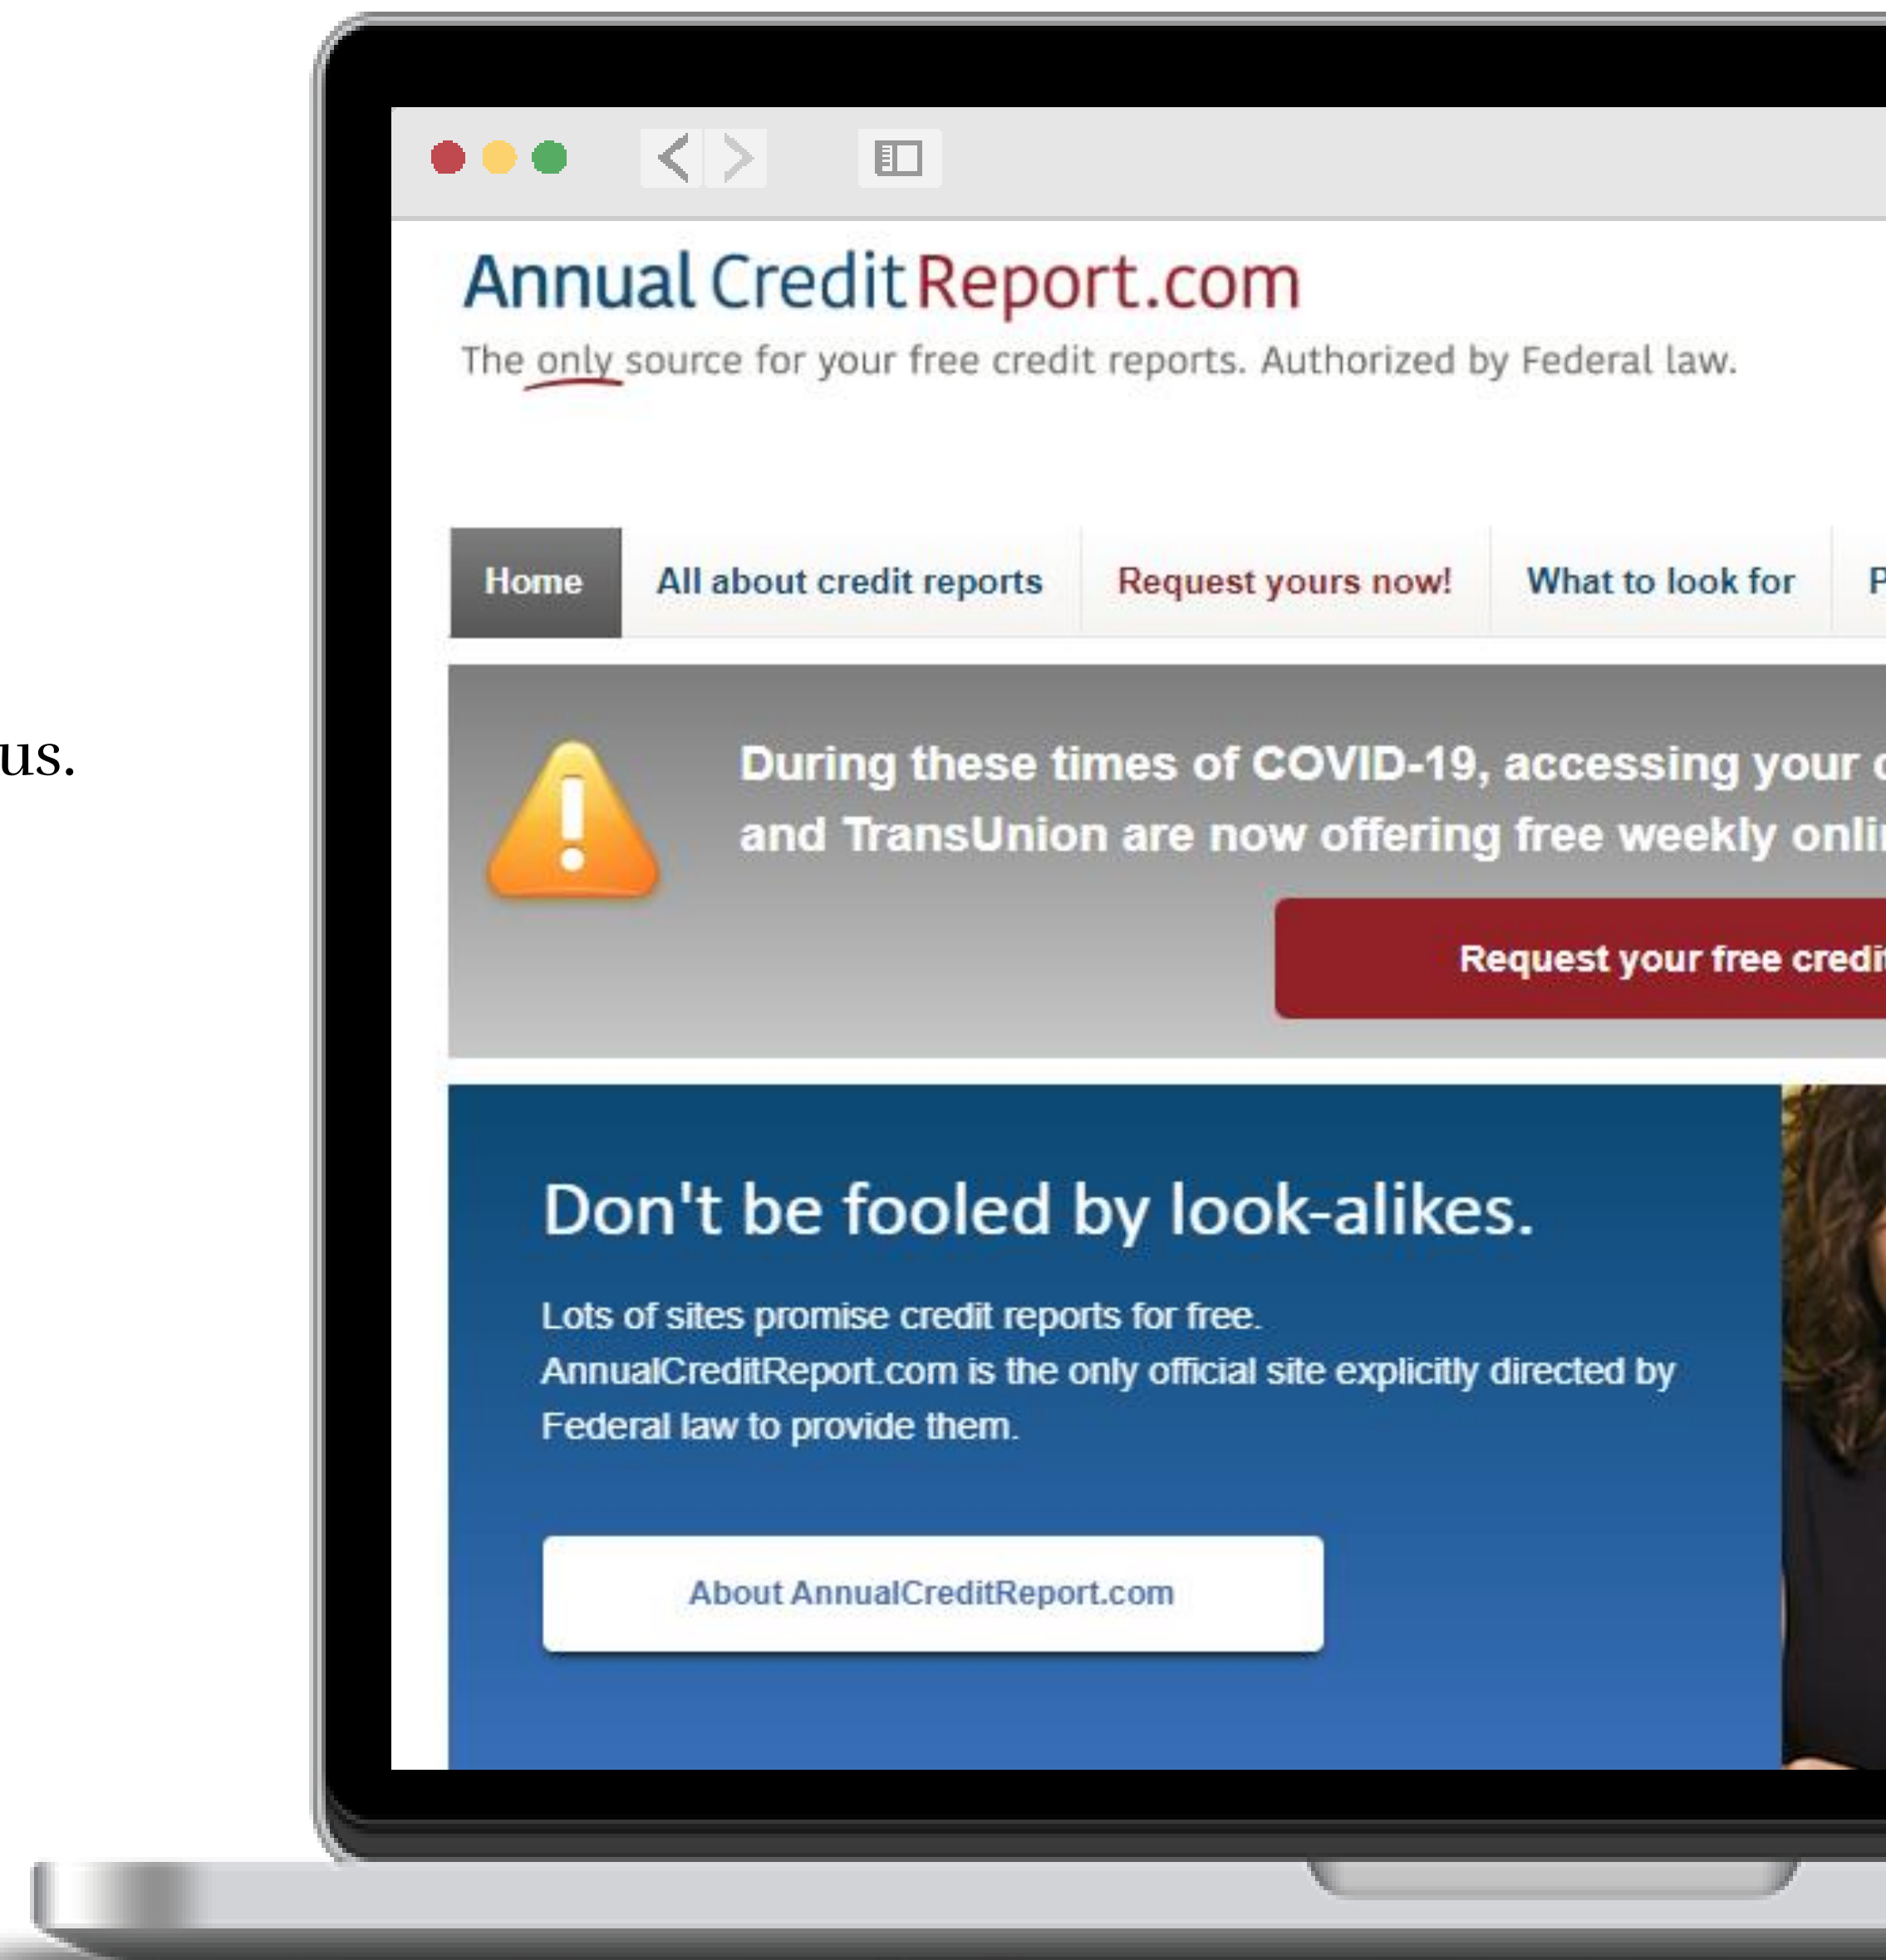 us.
AnnualCreditReport.com
The only source for your free credit reports. Authorized by Federal law.
Home All about credit reports Request yours now! What to look for P
During these times of COVID-19, accessing your
and TransUnion are now offering free weekly
Request your free credit
Don't be fooled by look-alikes.
Lots of sites promise credit reports for free.
AnnualCreditReport.com is the only official site explicitly directed by
Federal law to provide them.
About AnnualCreditReport.com